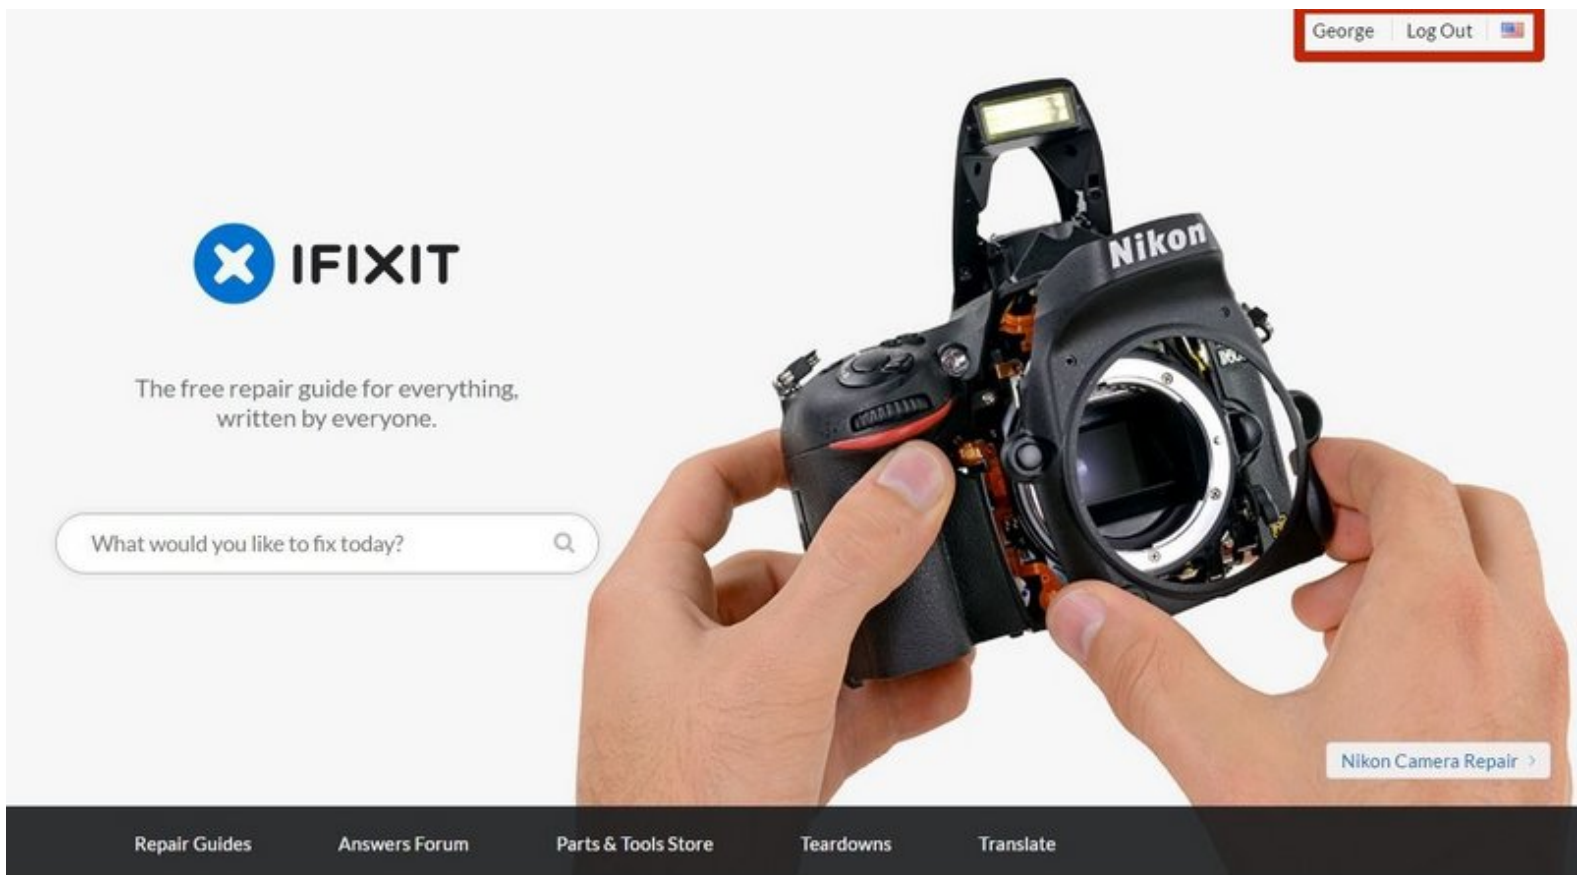 George Log Out
Nikon
IFIXIT
The free repair guide for everything,
written by everyone.
What would you like to fix today?
Nikon Camera Repair >
Repair Guides Answers Forum Parts & Tools Store Teardowns Translate